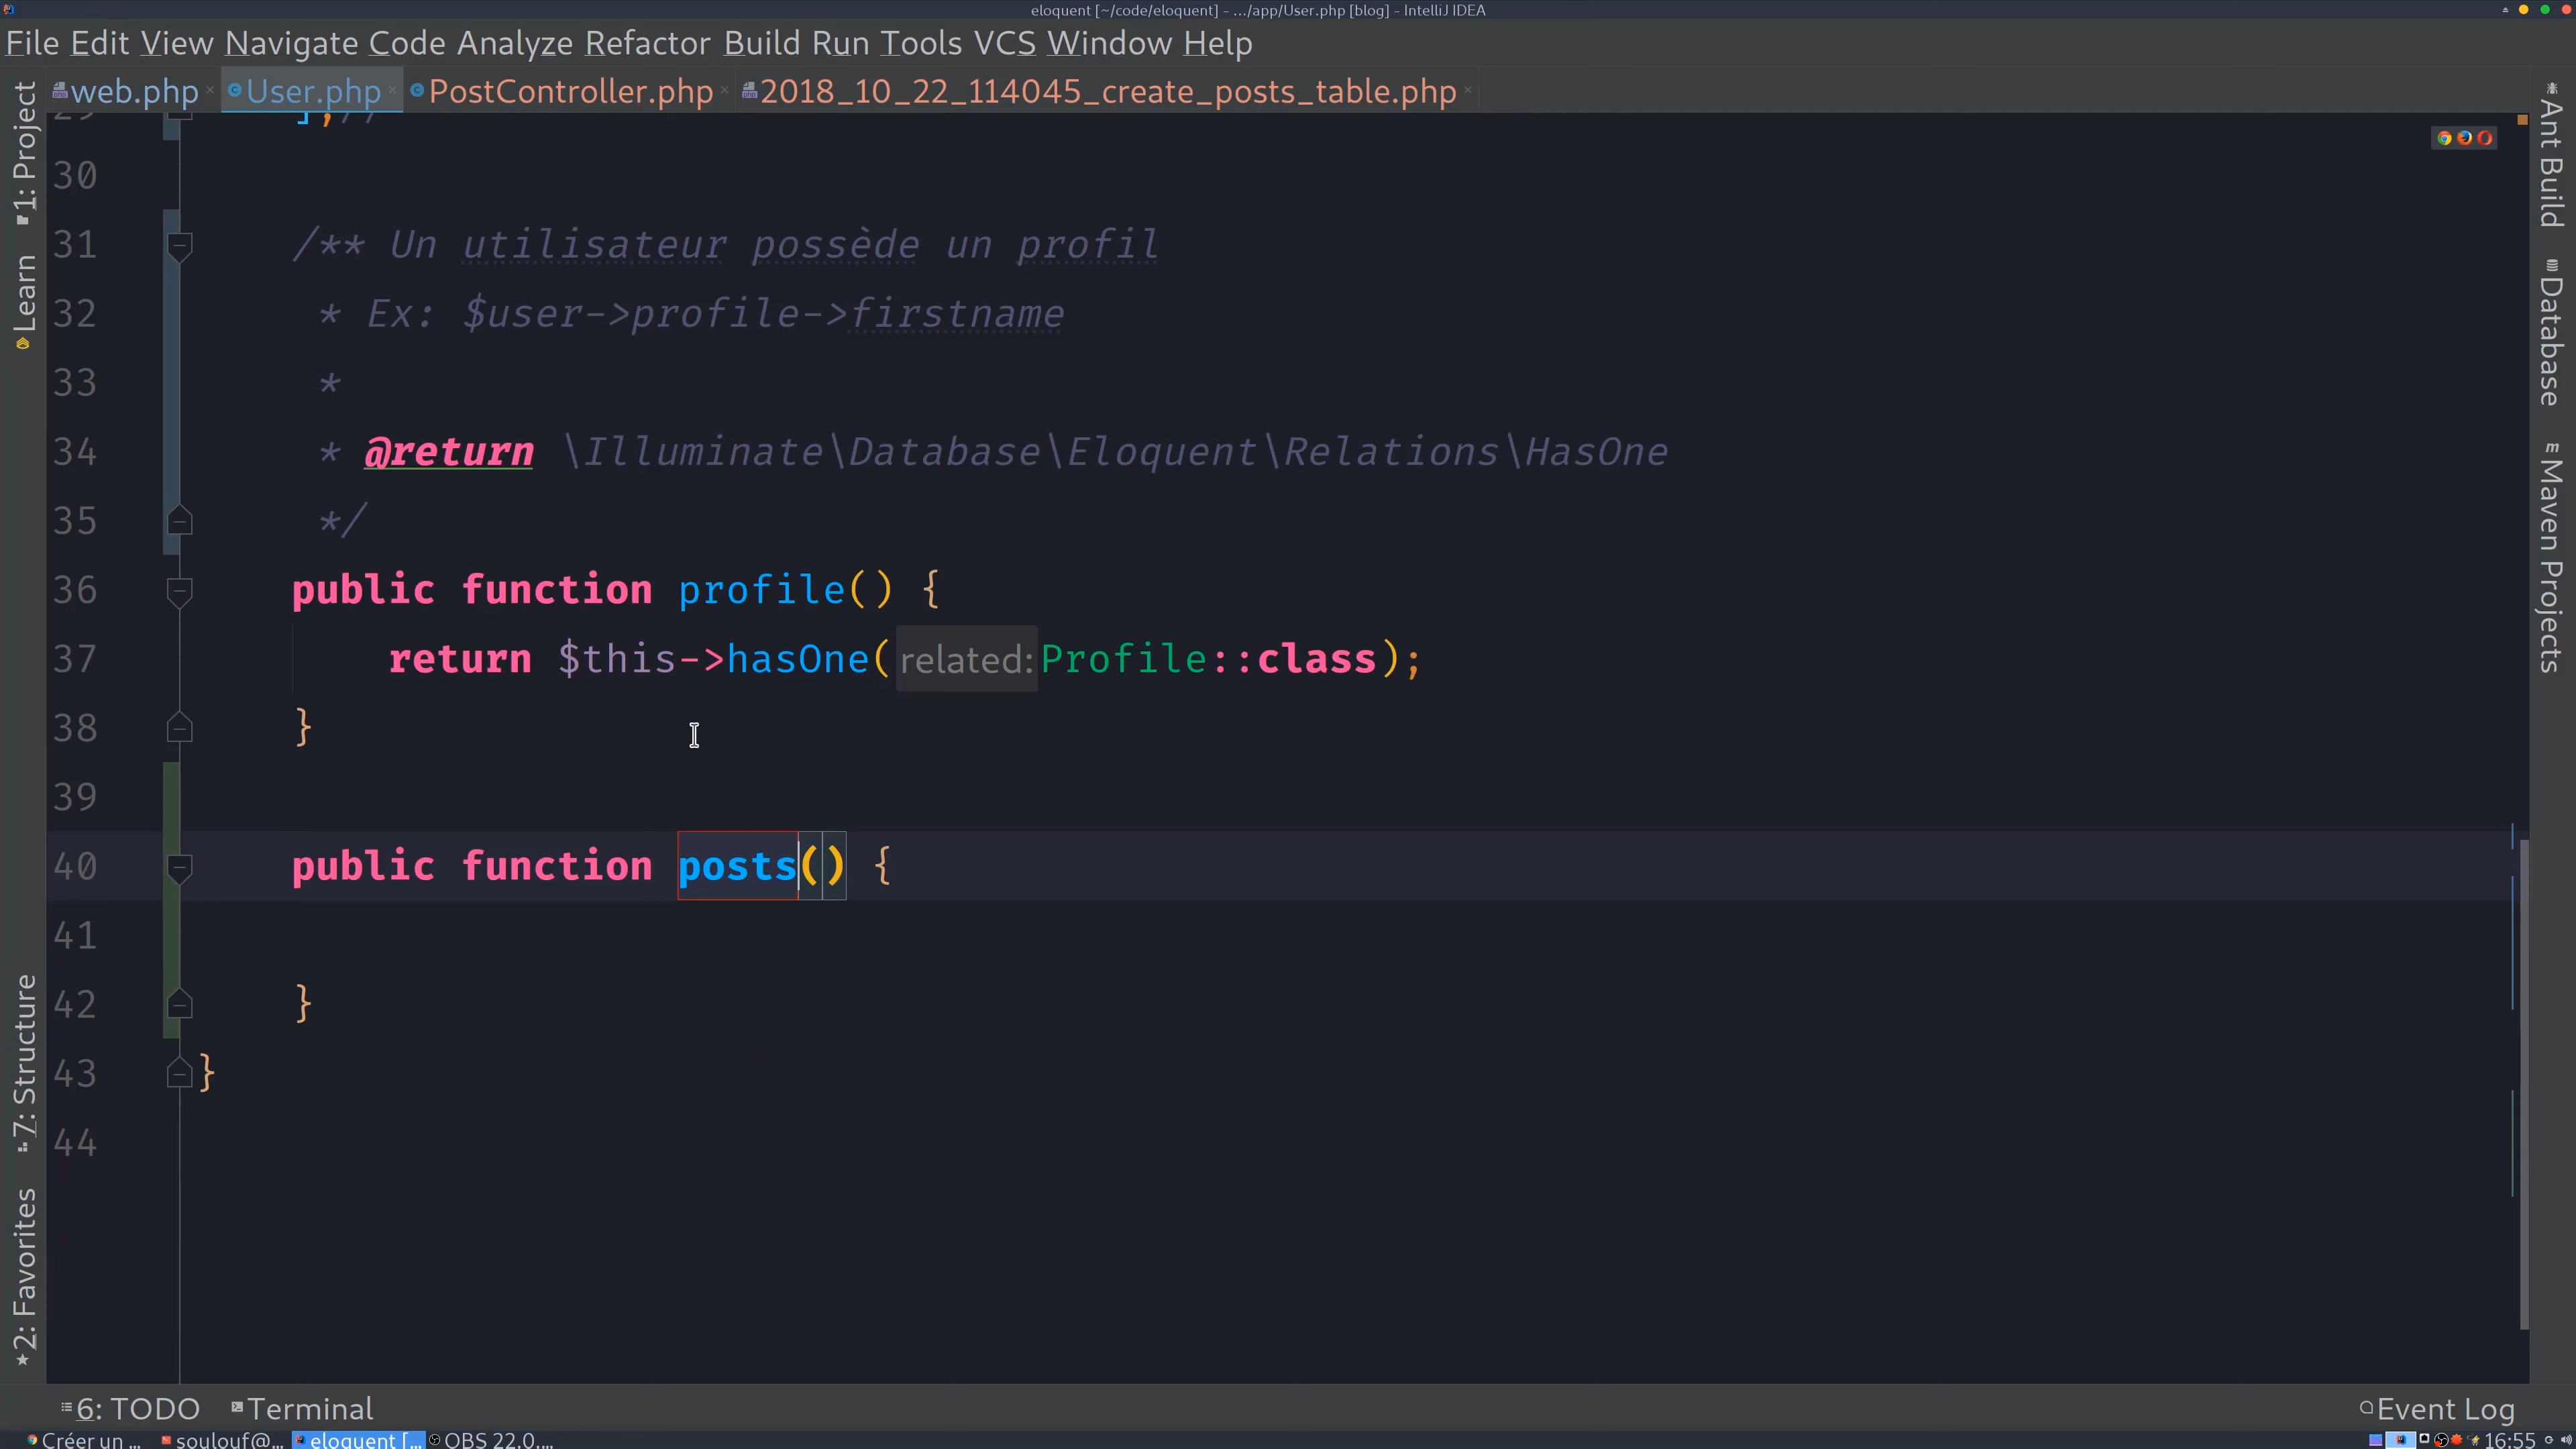 eloquent [~/code/eloquent] - .../app/User.php [blog] - IntelliJ IDEA
File Edit View Navigate Code Analyze Refactor Build Run Tools VCS Window Help
web.php User.php PostController.php 2018_10_22_114045_create_posts_table.php
1: Project
Learn
7: Structure
2: Favorites
29 ];//
30
31 /** Un utilisateur possède un profil
32 * Ex: $user->profile->firstname
33 *
34 * @return \Illuminate\Database\Eloquent\Relations\HasOne
35 */
36 public function profile() {
37 return $this->hasOne( related: Profile::class);
38 }
39
40 public function posts() {
41
42 }
43 }
44
Ant Build
Database
Maven Projects
6: TODO Terminal Event Log
Créer un ... soulouf@... eloquent [... OBS 22.0.... 16:55